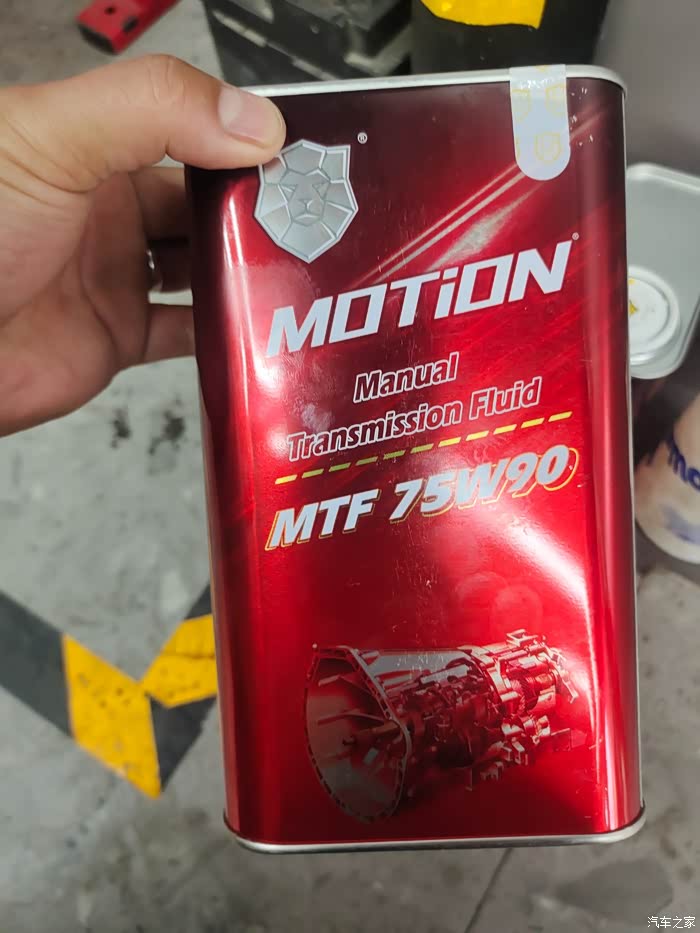 ®
MOTiON®
Manual
Transmission Fluid
MTF 75W90
汽车之家